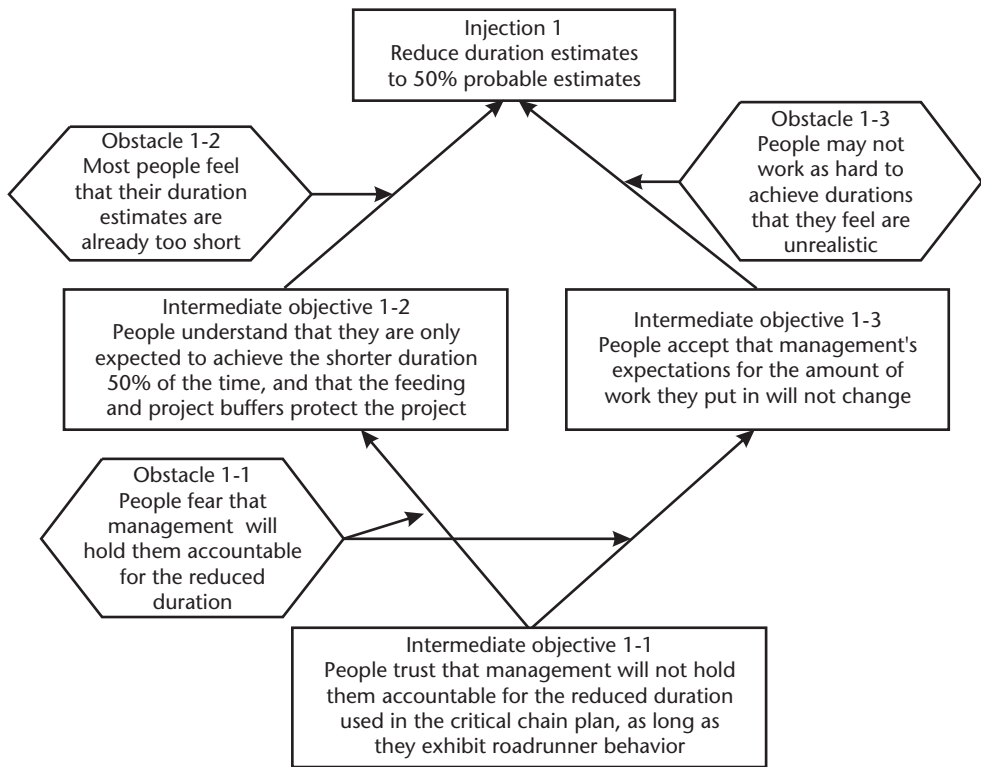 Injection 1
Reduce duration estimates
to 50% probable estimates
Obstacle 1-2
Most people feel
that their duration
estimates are
already too short
Obstacle 1-3
People may not
work as hard to
achieve durations
that they feel are
unrealistic
Intermediate objective 1-2
People understand that they are only
expected to achieve the shorter duration
50% of the time, and that the feeding
and project buffers protect the project
Intermediate objective 1-3
People accept that management's
expectations for the amount of
work they put in will not change
Obstacle 1-1
People fear that
management will
hold them accountable
for the reduced
duration
Intermediate objective 1-1
People trust that management will not hold
them accountable for the reduced duration
used in the critical chain plan, as long as
they exhibit roadrunner behavior